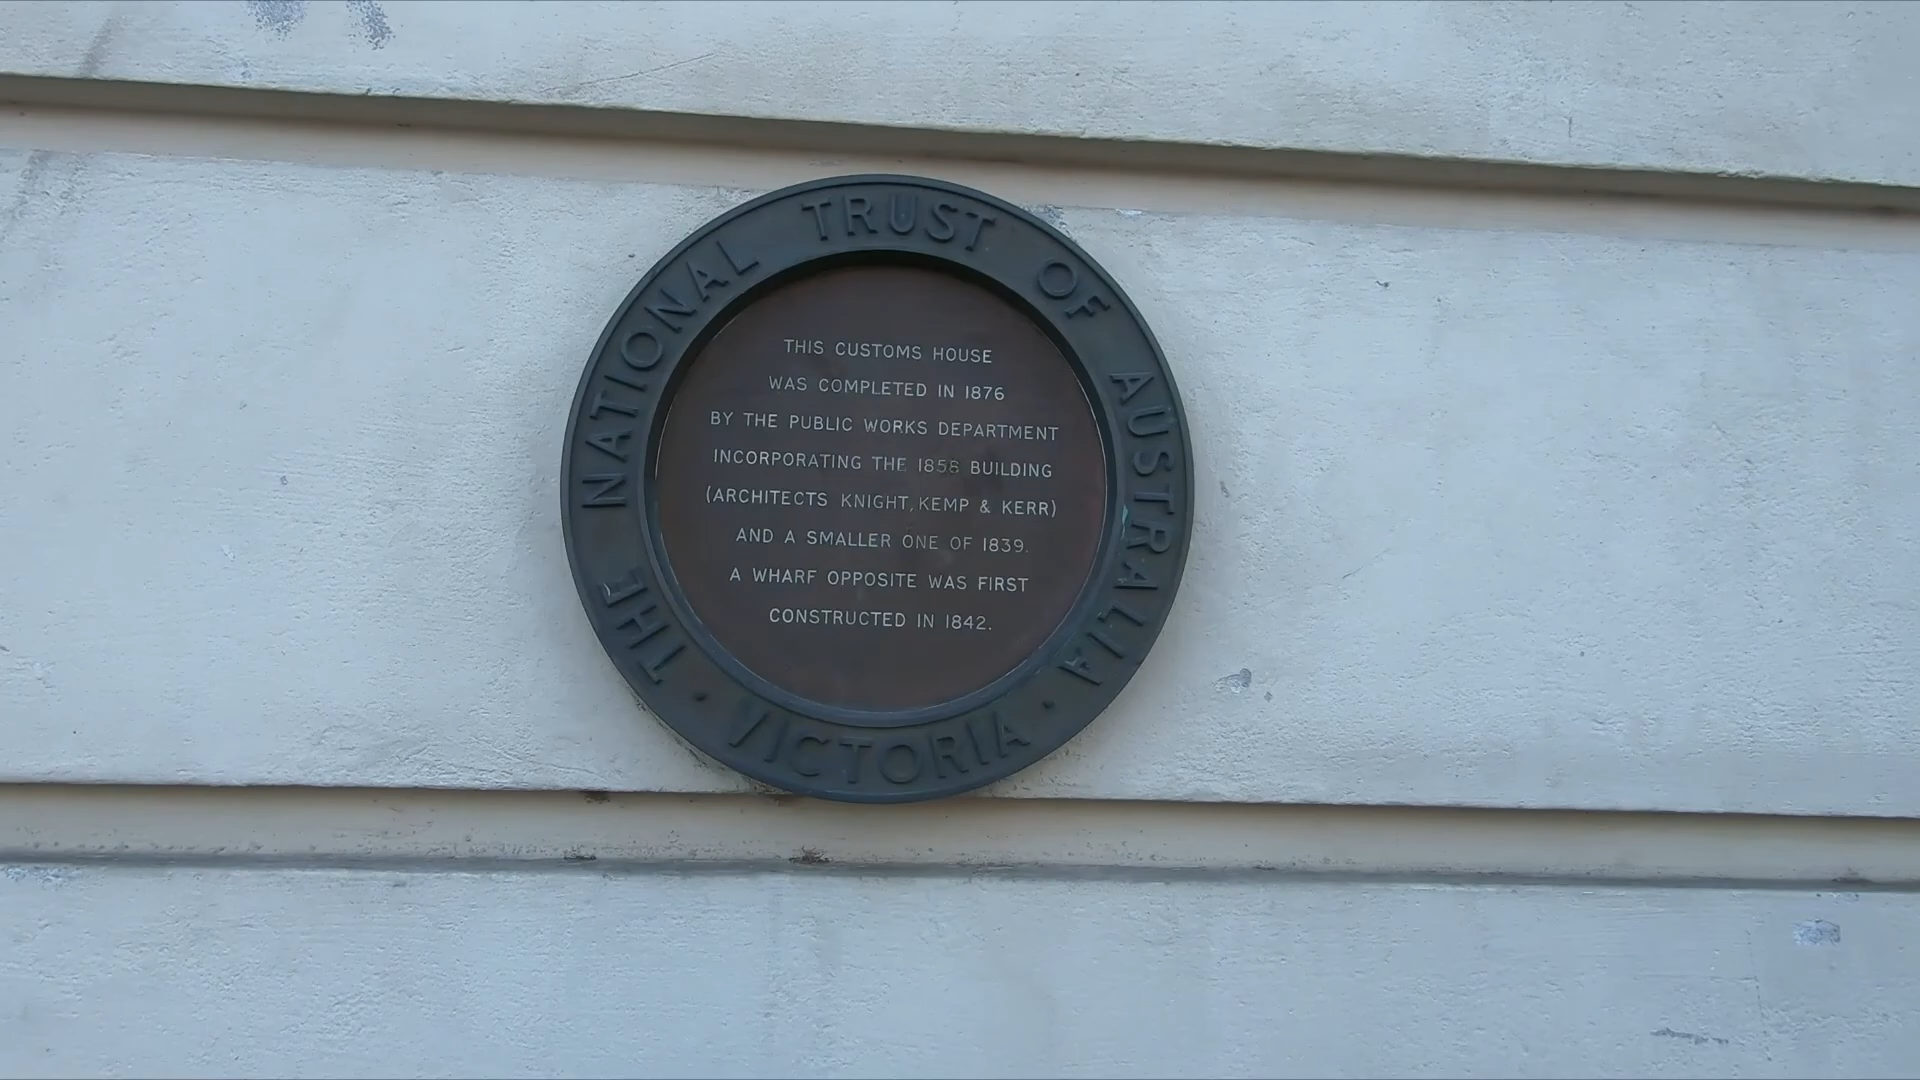 THE NATIONAL TRUST OF AUSTRALIA
THIS CUSTOMS HOUSE
WAS COMPLETED IN 1876
BY THE PUBLIC WORKS DEPARTMENT
INCORPORATING THE 1858 BUILDING
(ARCHITECTS KNIGHT, KEMP & KERR)
AND A SMALLER ONE OF 1839.
A WHARF OPPOSITE WAS FIRST
CONSTRUCTED IN 1842.
· VICTORIA ·